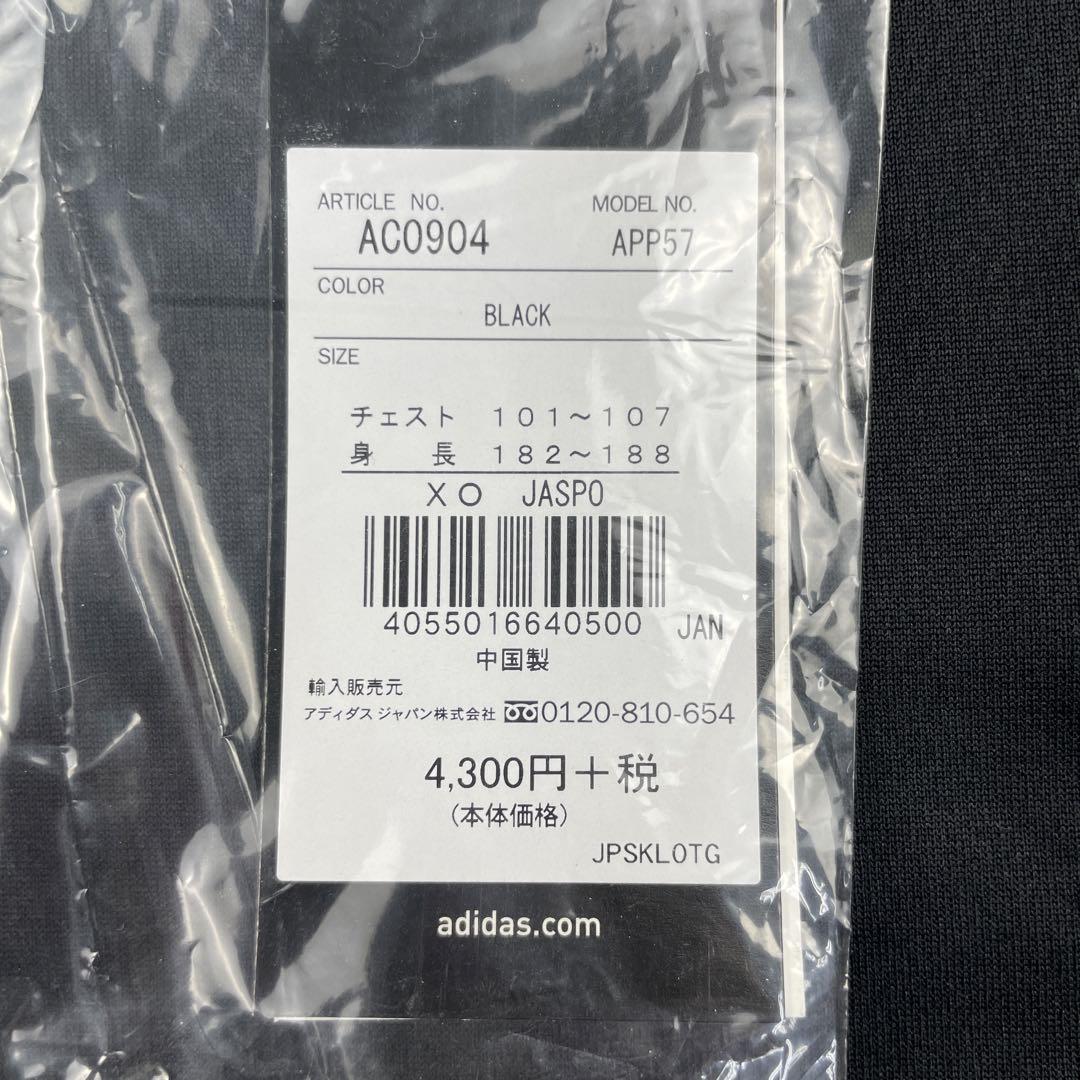 ARTICLE NO. MODEL NO.
AC0904 APP57
COLOR
BLACK
SIZE
チェスト 101～107
身長 182～188
XO JASPO
4055016640500 JAN
中国製
輸入販売元
アディダス ジャパン株式会社 0120-810-654
4,300円+税
(本体価格)
JPSKL0TG
adidas.com